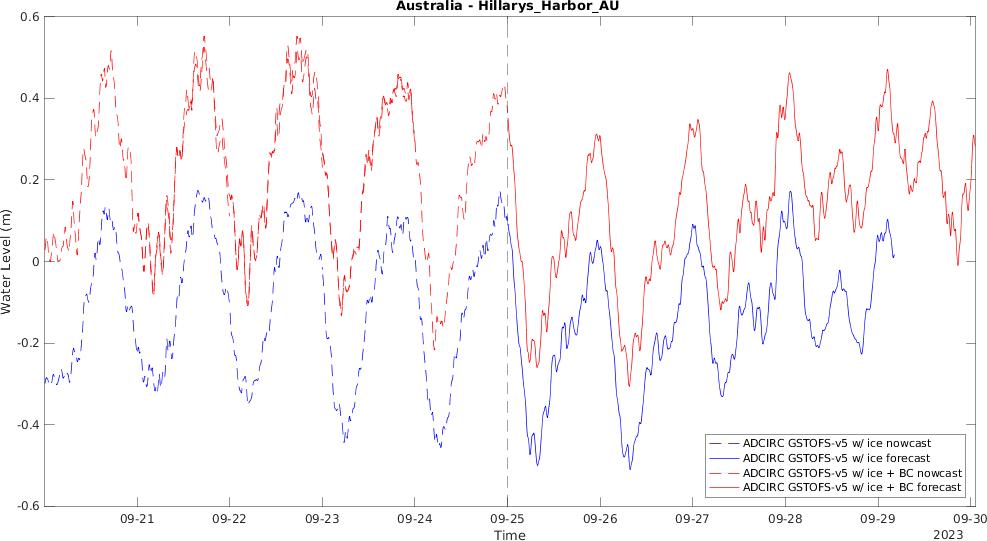 Australia - Hillarys_Harbor_AU
Water Level (m)
0.6
0.4
0.2
0
-0.2
-0.4
-0.6
09-21
09-22
09-23
09-24
09-25
09-26
09-27
09-28
09-29
09-30
Time
2023
ADCIRC GSTOFS-v5 w/ ice nowcast
ADCIRC GSTOFS-v5 w/ ice forecast
ADCIRC GSTOFS-v5 w/ ice + BC nowcast
ADCIRC GSTOFS-v5 w/ ice + BC forecast